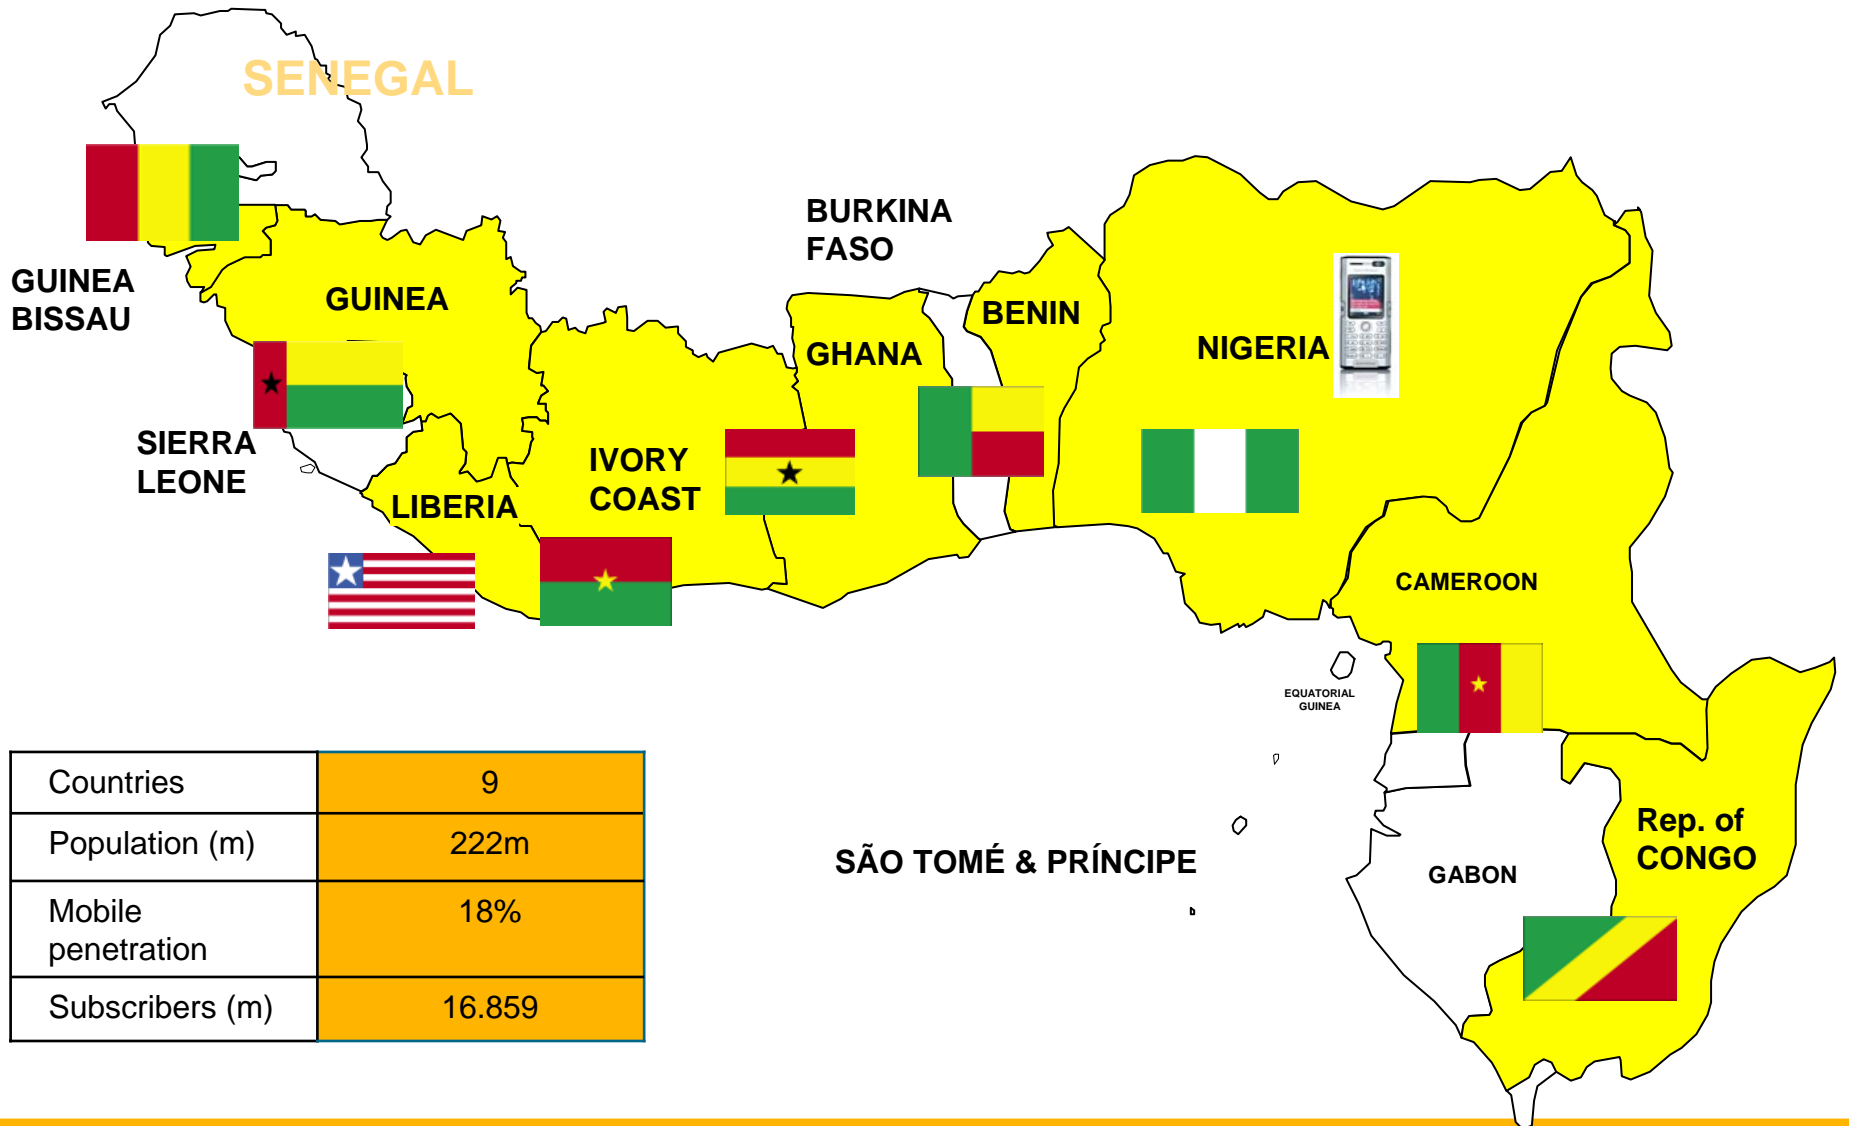 SENEGAL
BURKINA
FASO
GUINEA
BISSAU
GUINEA
BENIN
GHANA
NIGERIA
SIERRA
LEONE
IVORY
COAST
LIBERIA
CAMEROON
EQUATORIAL
GUINEA
Countries 9
Population (m) 222m
Mobile
penetration 18%
Subscribers (m) 16.859
SÃO TOMÉ & PRÍNCIPE
GABON
Rep. of
CONGO